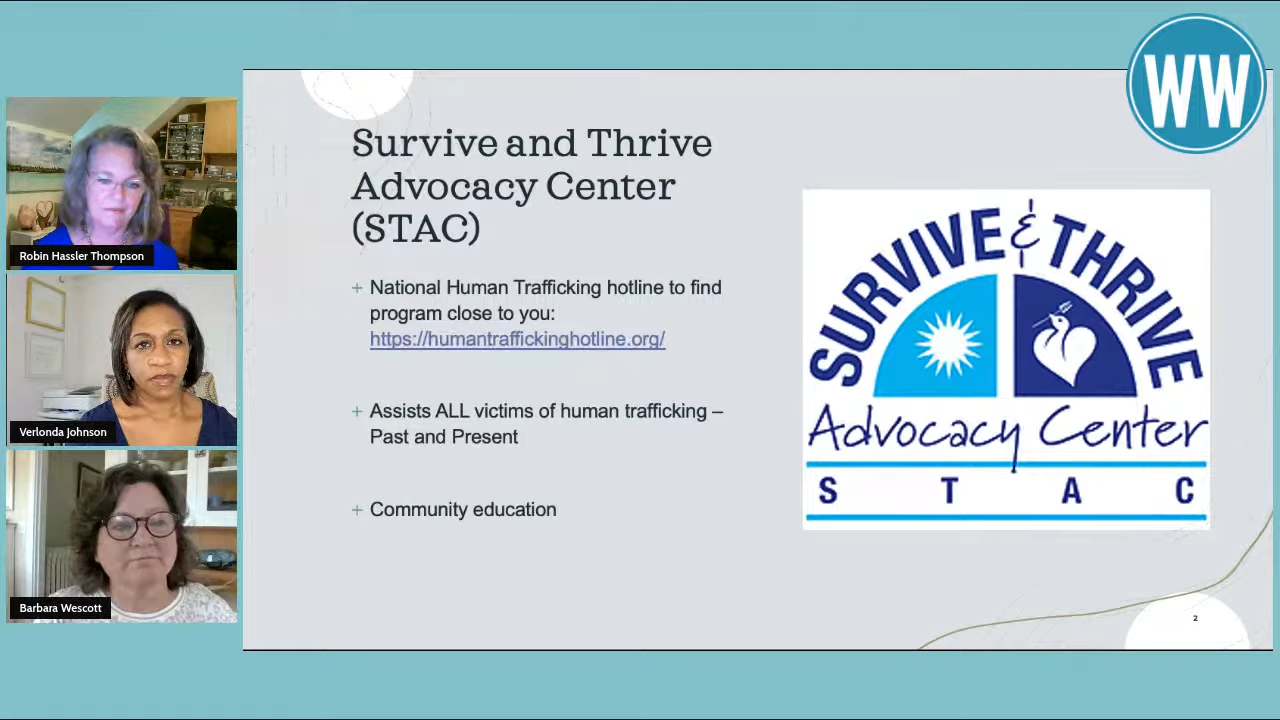 WW
Survive and Thrive
Advocacy Center
(STAC)
+ National Human Trafficking hotline to find
program close to you:
https://humantraffickinghotline.org/
+ Assists ALL victims of human trafficking –
Past and Present
+ Community education
SURVIVE & THRIVE
Advocacy Center
S T A C
2
Robin Hassler Thompson
Verlonda Johnson
Barbara Wescott